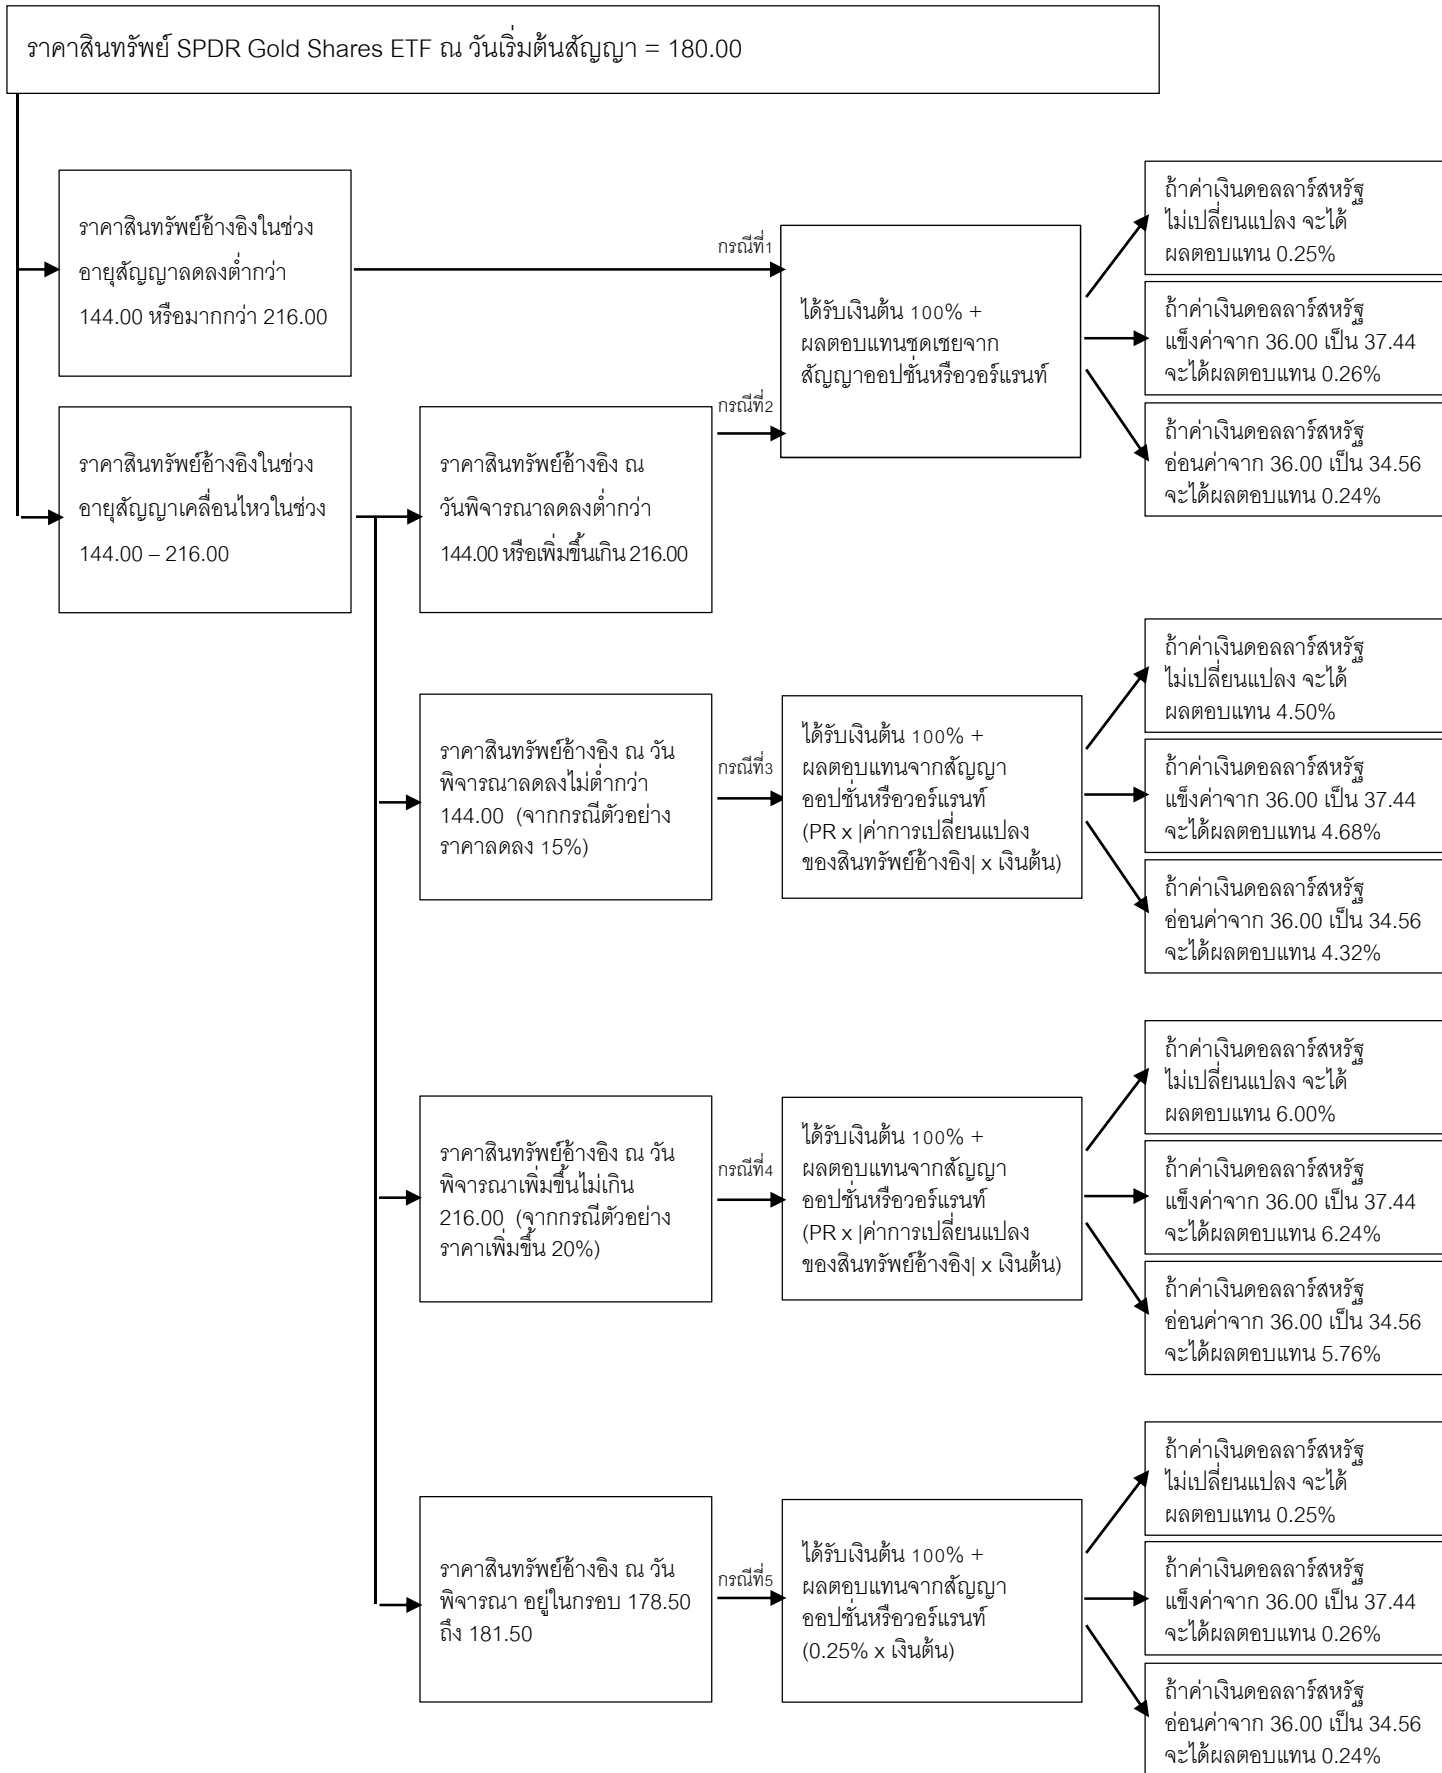 ราคาสินทรัพย์ SPDR Gold Shares ETF ณ วันเริ่มต้นสัญญา = 180.00
ราคาสินทรัพย์อ้างอิงในช่วง
อายุสัญญาลดลงต่ำกว่า
144.00 หรือมากกว่า 216.00
กรณีที่1
ได้รับเงินต้น 100% +
ผลตอบแทนชดเชยจาก
สัญญาออปชั่นหรือวอร์แรนท์
ถ้าค่าเงินดอลลาร์สหรัฐ
ไม่เปลี่ยนแปลง จะได้
ผลตอบแทน 0.25%
ถ้าค่าเงินดอลลาร์สหรัฐ
แข็งค่าจาก 36.00 เป็น 37.44
จะได้ผลตอบแทน 0.26%
ถ้าค่าเงินดอลลาร์สหรัฐ
อ่อนค่าจาก 36.00 เป็น 34.56
จะได้ผลตอบแทน 0.24%
ราคาสินทรัพย์อ้างอิงในช่วง
อายุสัญญาเคลื่อนไหวในช่วง
144.00 – 216.00
ราคาสินทรัพย์อ้างอิง ณ
วันพิจารณาลดลงต่ำกว่า
144.00 หรือเพิ่มขึ้นเกิน 216.00
กรณีที่2
ราคาสินทรัพย์อ้างอิง ณ วัน
พิจารณาลดลงไม่ต่ำกว่า
144.00 (จากกรณีตัวอย่าง
ราคาลดลง 15%)
กรณีที่3
ได้รับเงินต้น 100% +
ผลตอบแทนจากสัญญา
ออปชั่นหรือวอร์แรนท์
(PR x |ค่าการเปลี่ยนแปลง
ของสินทรัพย์อ้างอิง| x เงินต้น)
ถ้าค่าเงินดอลลาร์สหรัฐ
ไม่เปลี่ยนแปลง จะได้
ผลตอบแทน 4.50%
ถ้าค่าเงินดอลลาร์สหรัฐ
แข็งค่าจาก 36.00 เป็น 37.44
จะได้ผลตอบแทน 4.68%
ถ้าค่าเงินดอลลาร์สหรัฐ
อ่อนค่าจาก 36.00 เป็น 34.56
จะได้ผลตอบแทน 4.32%
ราคาสินทรัพย์อ้างอิง ณ วัน
พิจารณาเพิ่มขึ้นไม่เกิน
216.00 (จากกรณีตัวอย่าง
ราคาเพิ่มขึ้น 20%)
กรณีที่4
ได้รับเงินต้น 100% +
ผลตอบแทนจากสัญญา
ออปชั่นหรือวอร์แรนท์
(PR x |ค่าการเปลี่ยนแปลง
ของสินทรัพย์อ้างอิง| x เงินต้น)
ถ้าค่าเงินดอลลาร์สหรัฐ
ไม่เปลี่ยนแปลง จะได้
ผลตอบแทน 6.00%
ถ้าค่าเงินดอลลาร์สหรัฐ
แข็งค่าจาก 36.00 เป็น 37.44
จะได้ผลตอบแทน 6.24%
ถ้าค่าเงินดอลลาร์สหรัฐ
อ่อนค่าจาก 36.00 เป็น 34.56
จะได้ผลตอบแทน 5.76%
ราคาสินทรัพย์อ้างอิง ณ วัน
พิจารณา อยู่ในกรอบ 178.50
ถึง 181.50
กรณีที่5
ได้รับเงินต้น 100% +
ผลตอบแทนจากสัญญา
ออปชั่นหรือวอร์แรนท์
(0.25% x เงินต้น)
ถ้าค่าเงินดอลลาร์สหรัฐ
ไม่เปลี่ยนแปลง จะได้
ผลตอบแทน 0.25%
ถ้าค่าเงินดอลลาร์สหรัฐ
แข็งค่าจาก 36.00 เป็น 37.44
จะได้ผลตอบแทน 0.26%
ถ้าค่าเงินดอลลาร์สหรัฐ
อ่อนค่าจาก 36.00 เป็น 34.56
จะได้ผลตอบแทน 0.24%